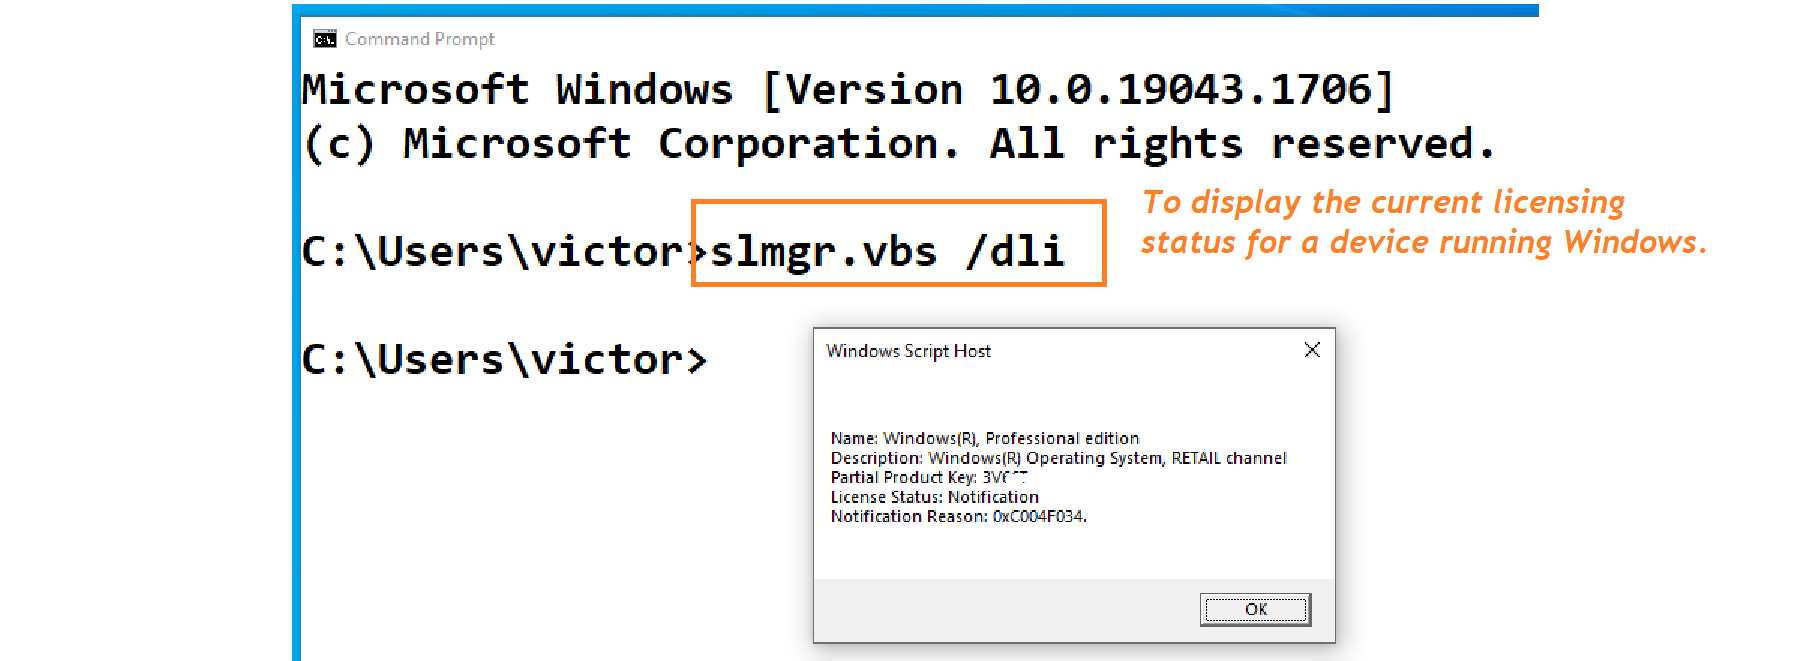 Command Prompt
Microsoft Windows [Version 10.0.19043.1706]
(c) Microsoft Corporation. All rights reserved.
To display the current licensing
status for a device running Windows.
C:\Users\victor>slmgr.vbs /dli
C:\Users\victor>
Windows Script Host
Name: Windows(R), Professional edition
Description: Windows(R) Operating System, RETAIL channel
Partial Product Key:
License Status: Notification
Notification Reason: 0xC004F034.
OK